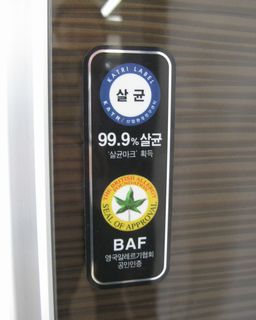 KATRI LABEL
살균
KATRI
99.9%살균
'살균마크' 획득
THE BRITISH ALLERGY FOUNDATION
SEAL OF APPROVAL
BAF
영국알레르기협회
공인인증